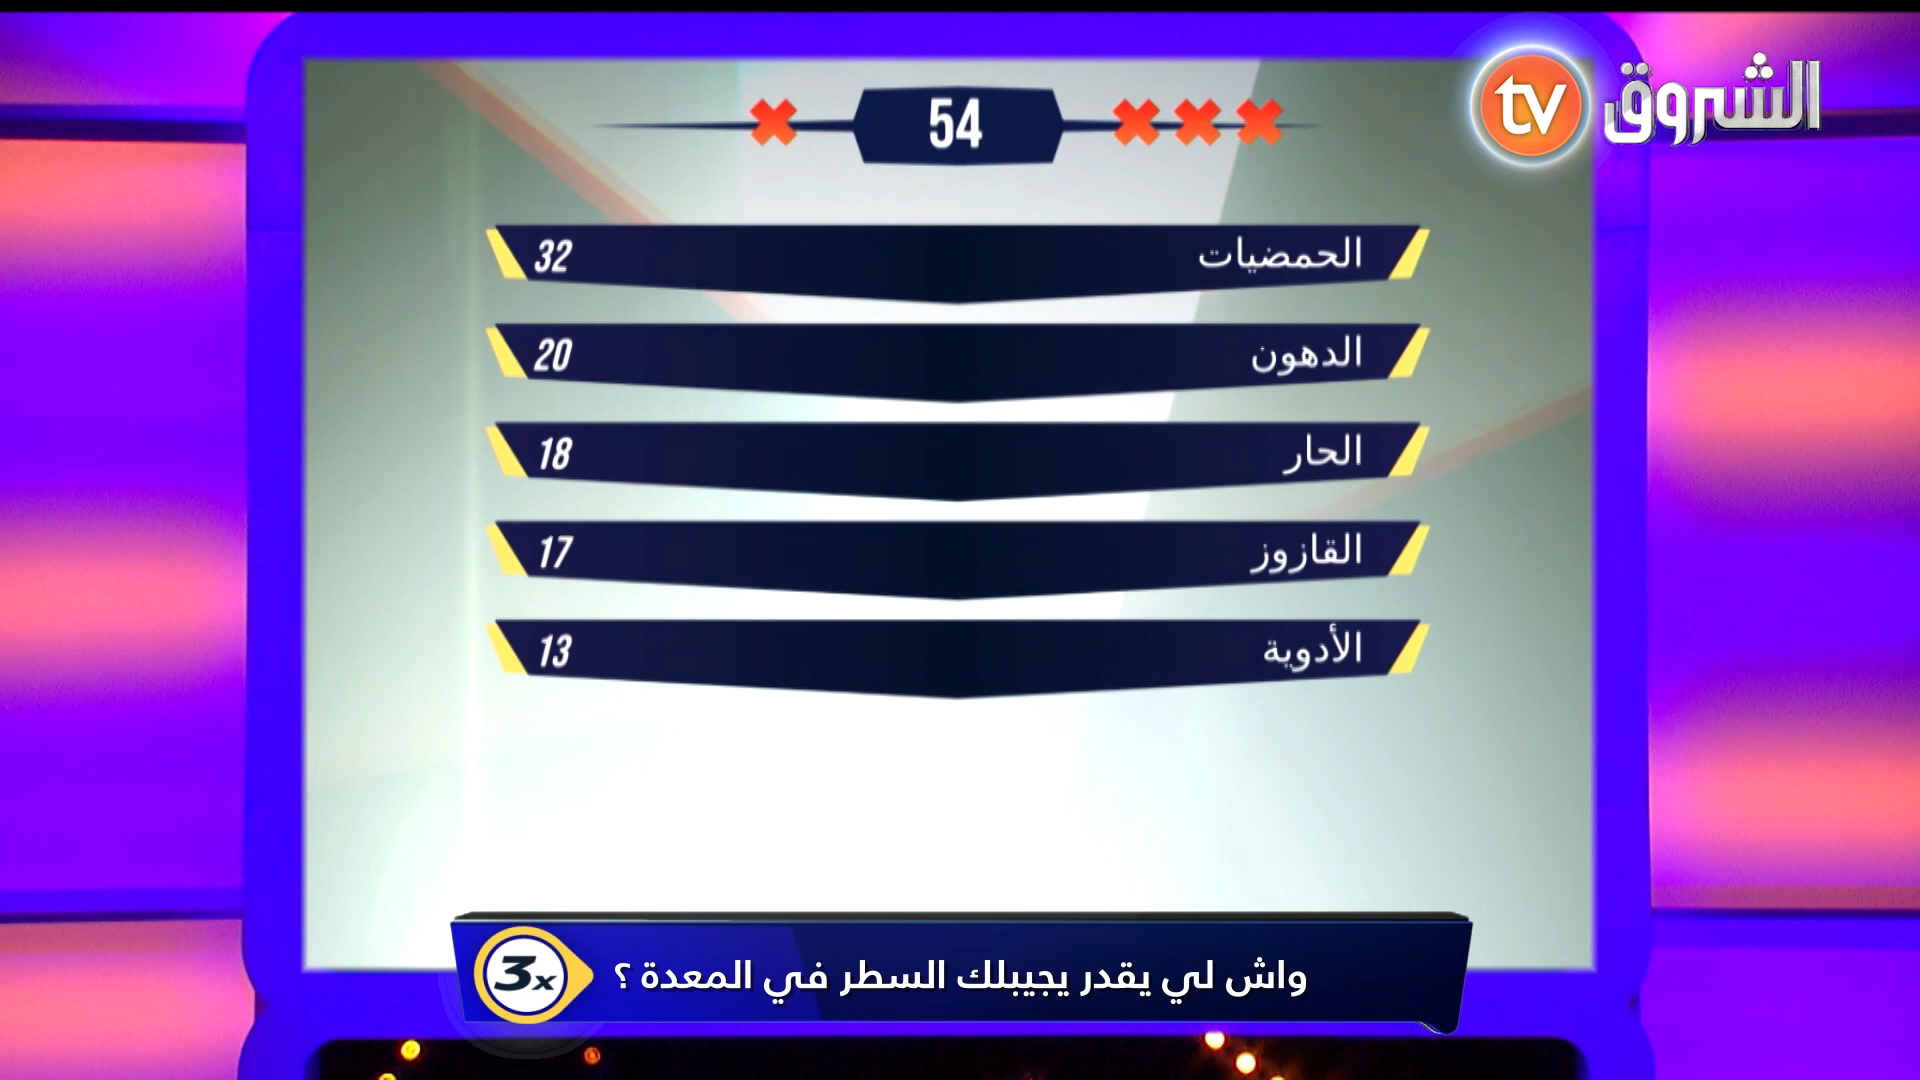 54
tv الشروق
الحمضيات 32
الدهون 20
الحار 18
القازوز 17
الأدوية 13
واش لي يقدر يجيبلك السطر في المعدة ؟ 3x